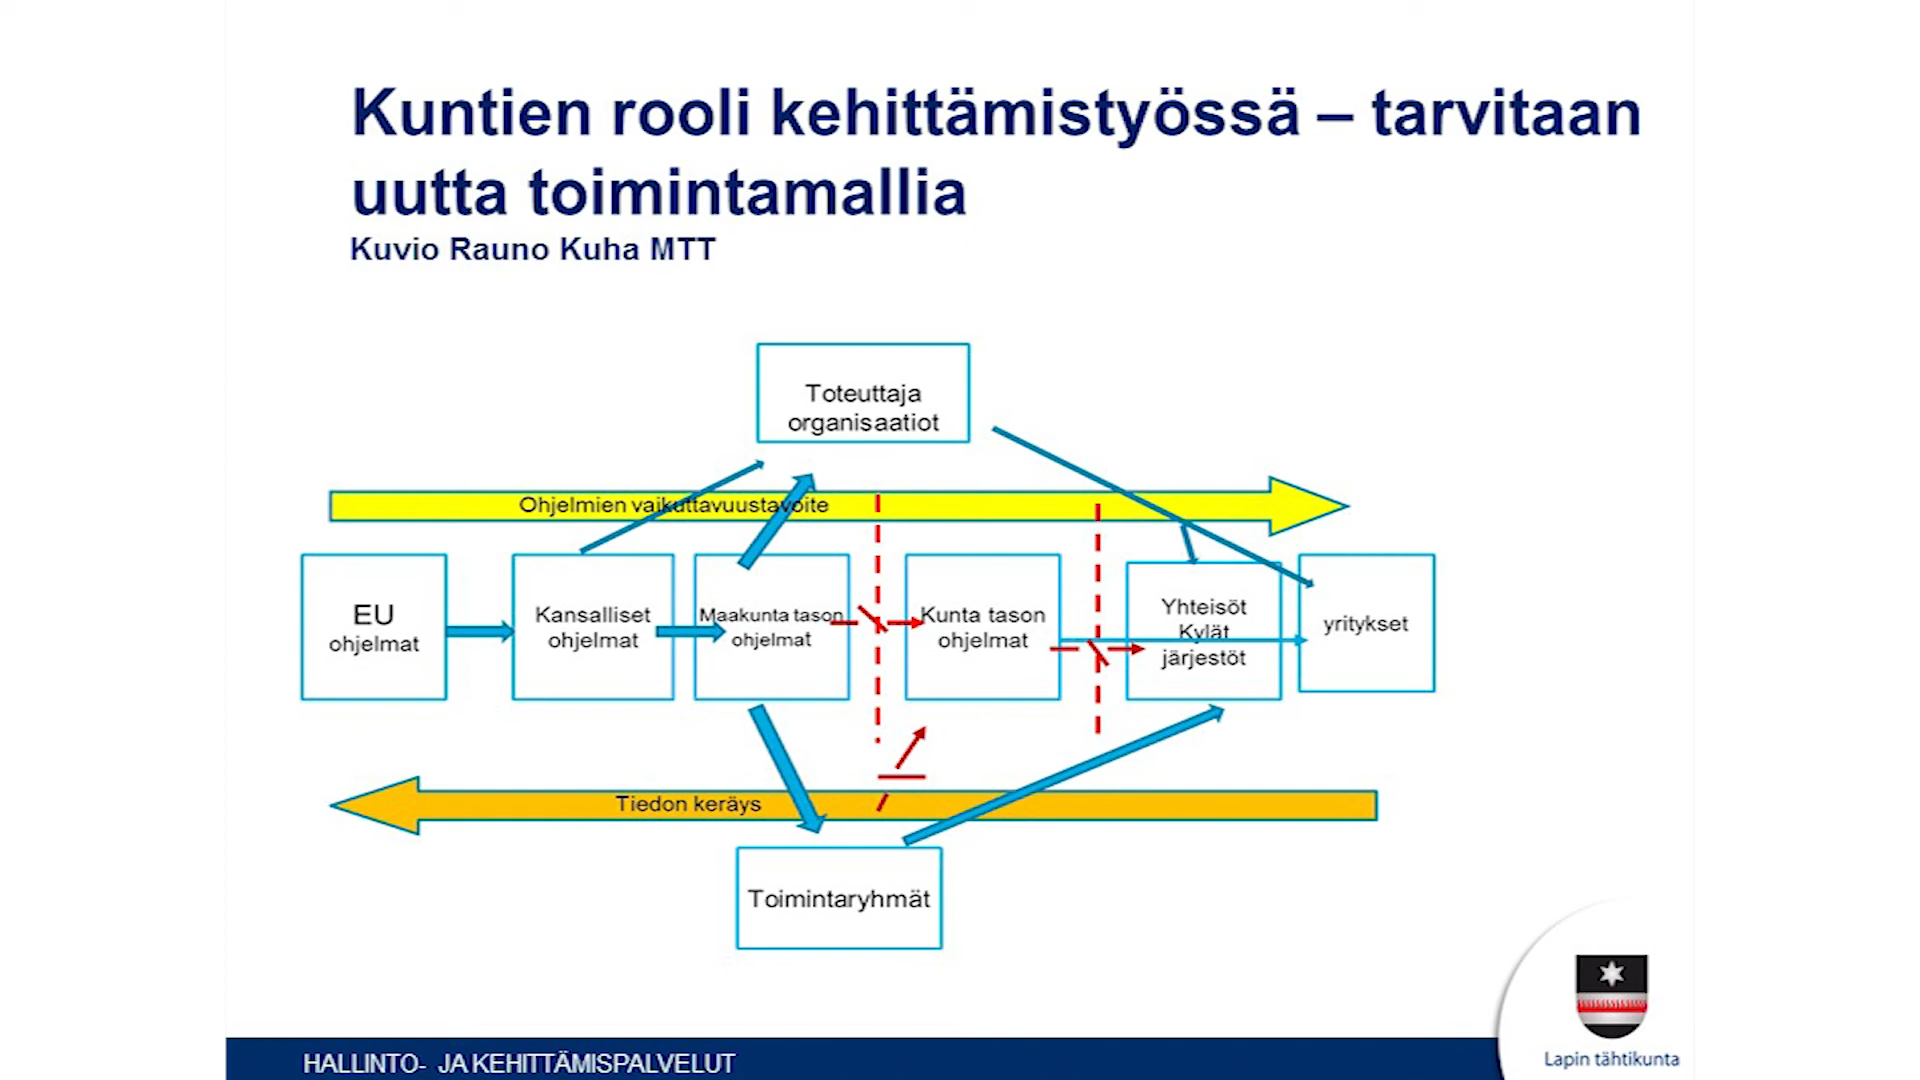 Kuntien rooli kehittämistyössä – tarvitaan
uutta toimintamallia
Kuvio Rauno Kuha MTT
Toteuttaja
organisaatiot
Ohjelmien vaikuttavuustavoite
EU
ohjelmat
Kansalliset
ohjelmat
Maakunta tason
ohjelmat
Kunta tason
ohjelmat
Yhteisöt
Kylät
järjestöt
yritykset
Tiedon keräys
Toimintaryhmät
HALLINTO- JA KEHITTÄMISPALVELUT
Lapin tähtikunta